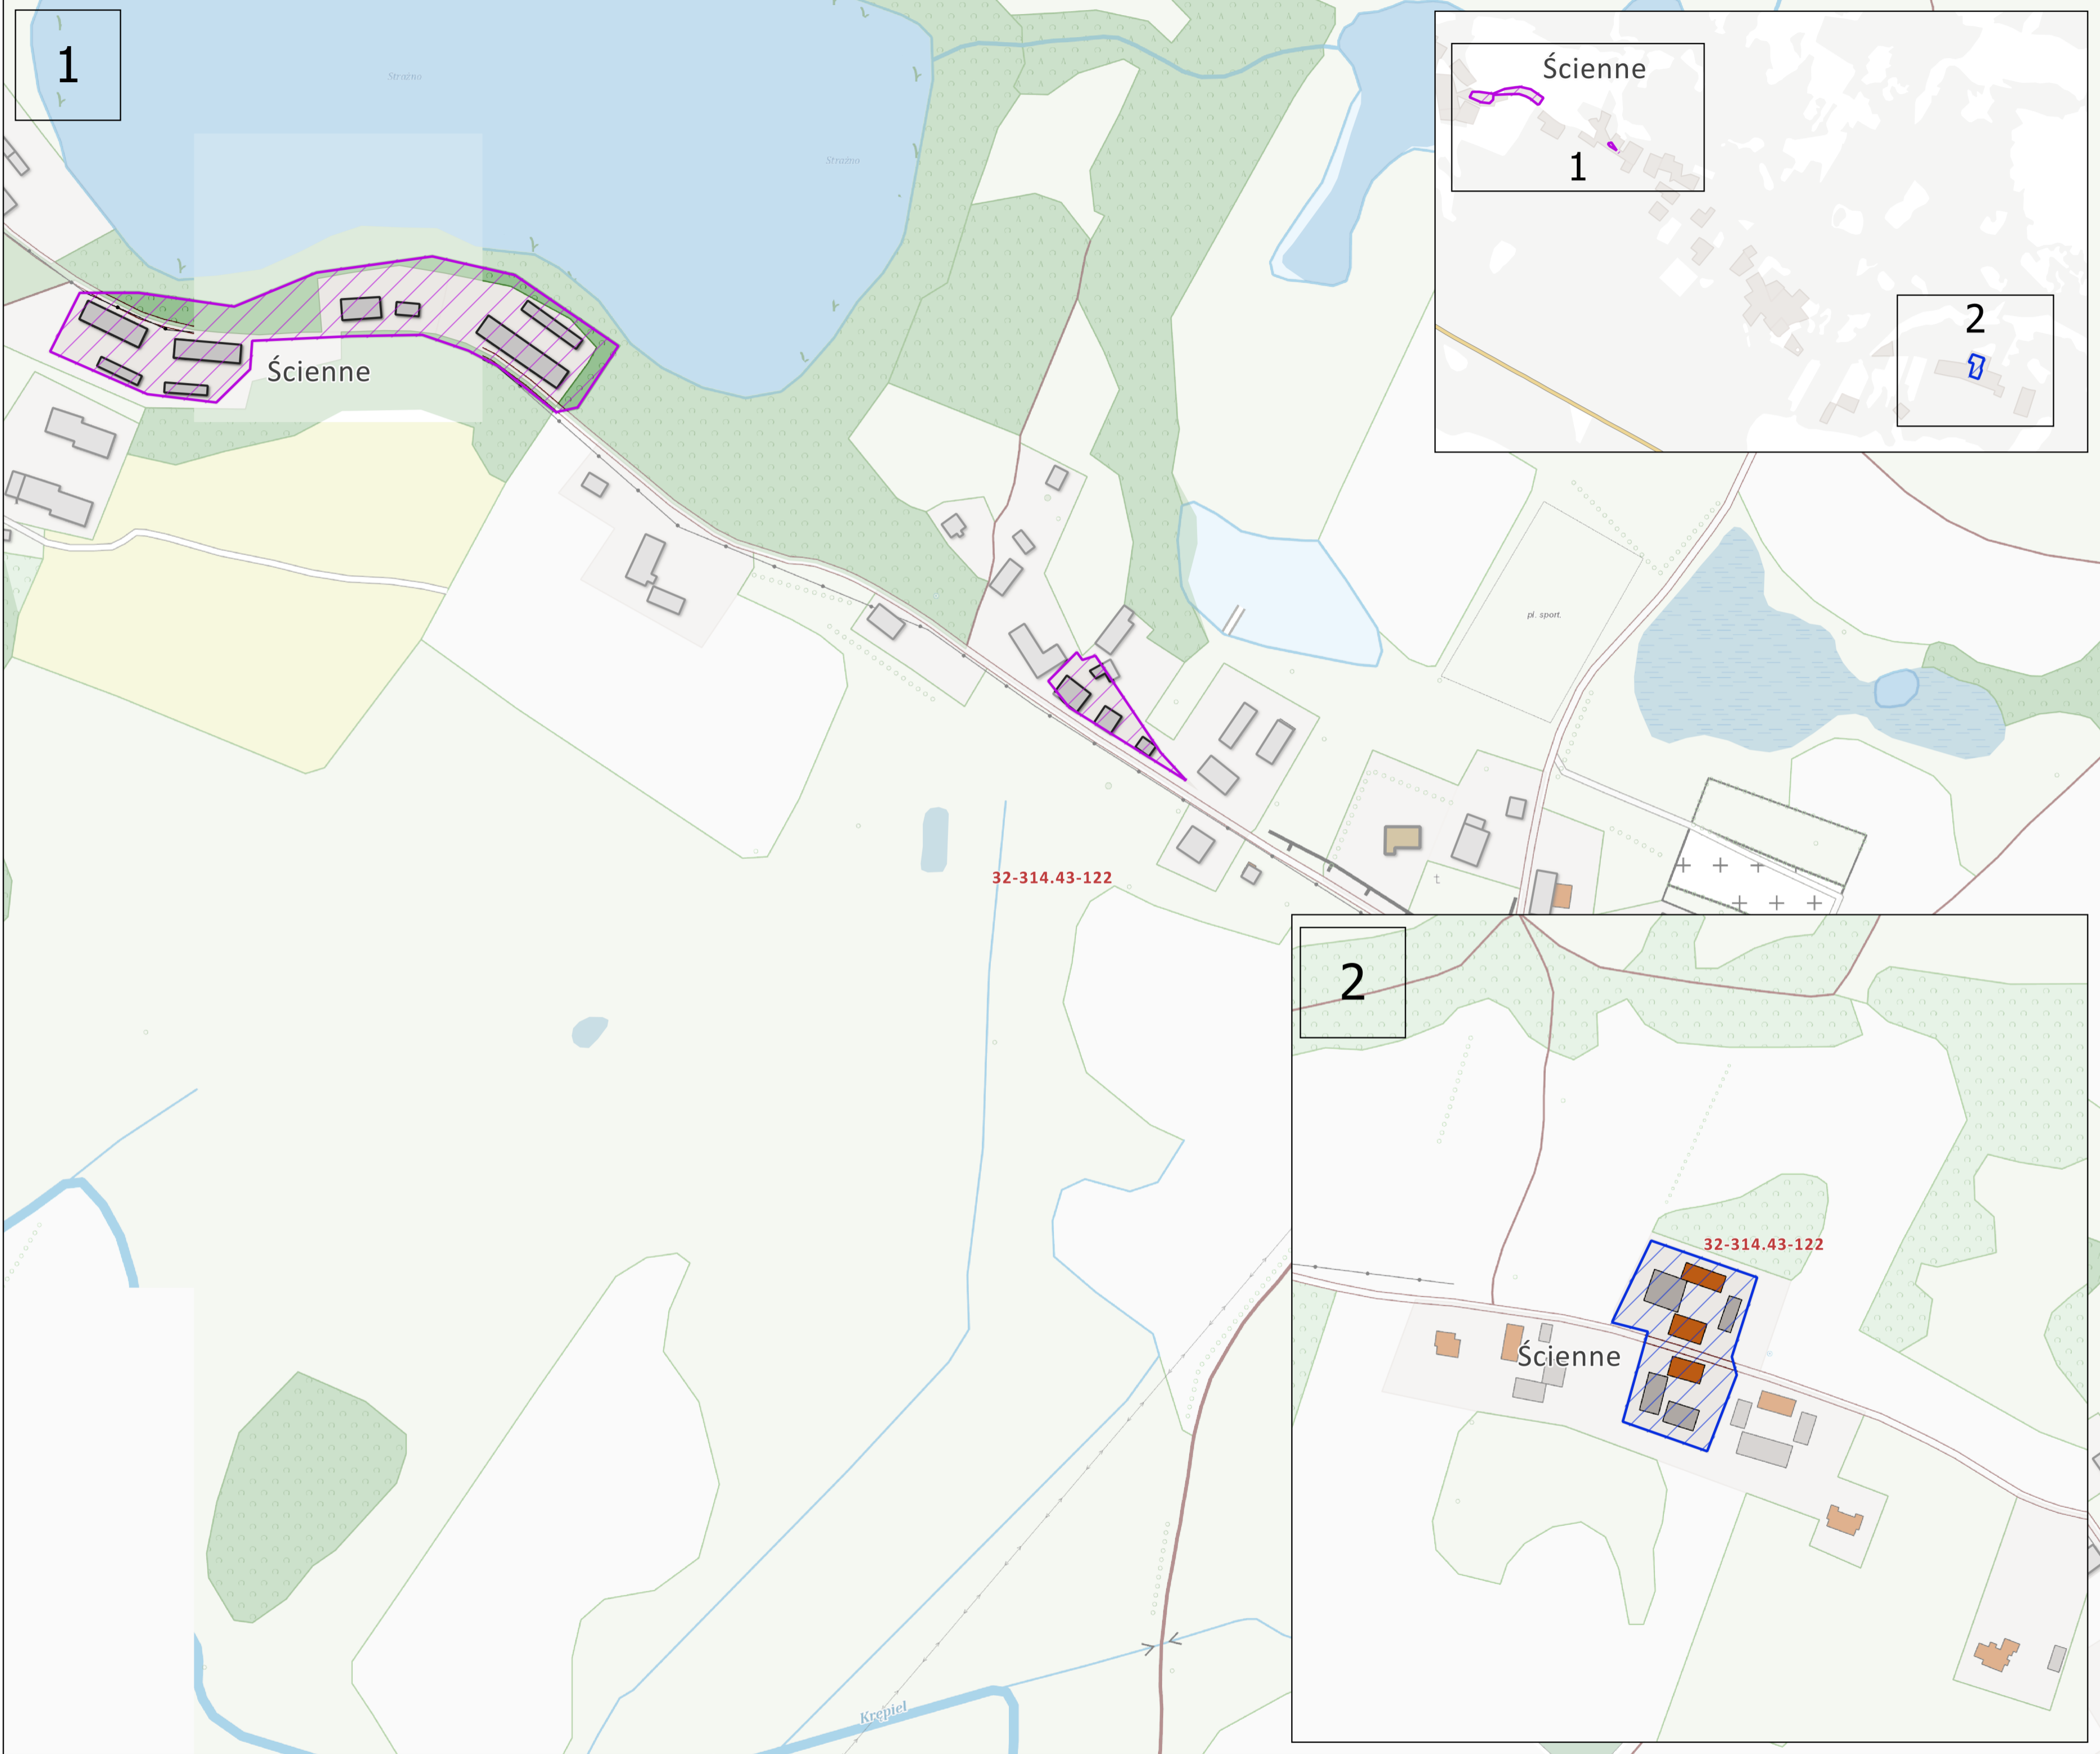 1
Strażno
Strażno
Ścienne
1
2
Ścienne
pl. sport.
t
32-314.43-122
2
32-314.43-122
Ścienne
Krępiel